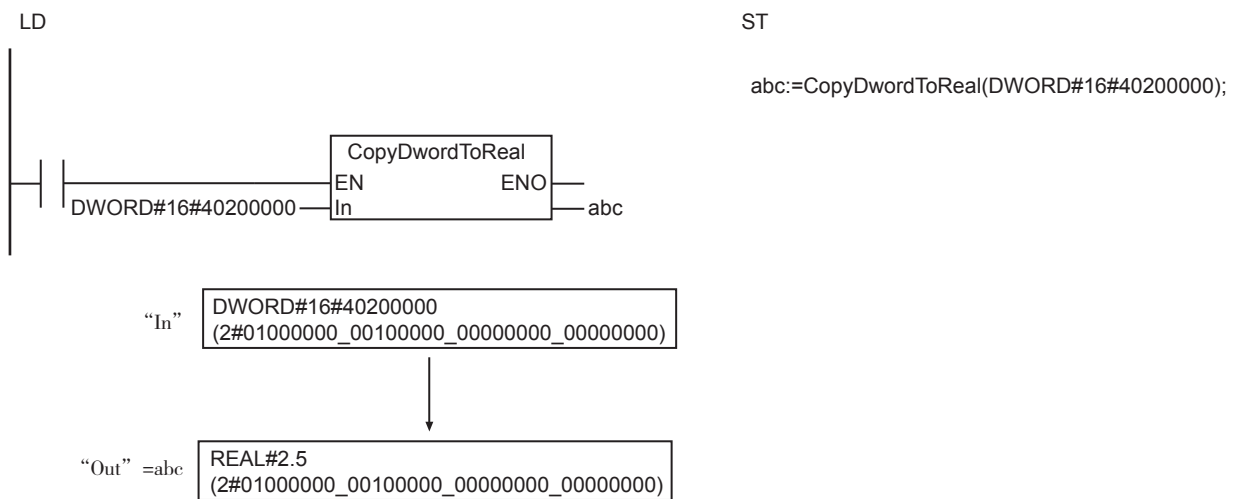 LD
ST
abc:=CopyDwordToReal(DWORD#16#40200000);
CopyDwordToReal
EN ENO
DWORD#16#40200000 In abc
“In” DWORD#16#40200000
(2#01000000_00100000_00000000_00000000)
“Out” =abc REAL#2.5
(2#01000000_00100000_00000000_00000000)